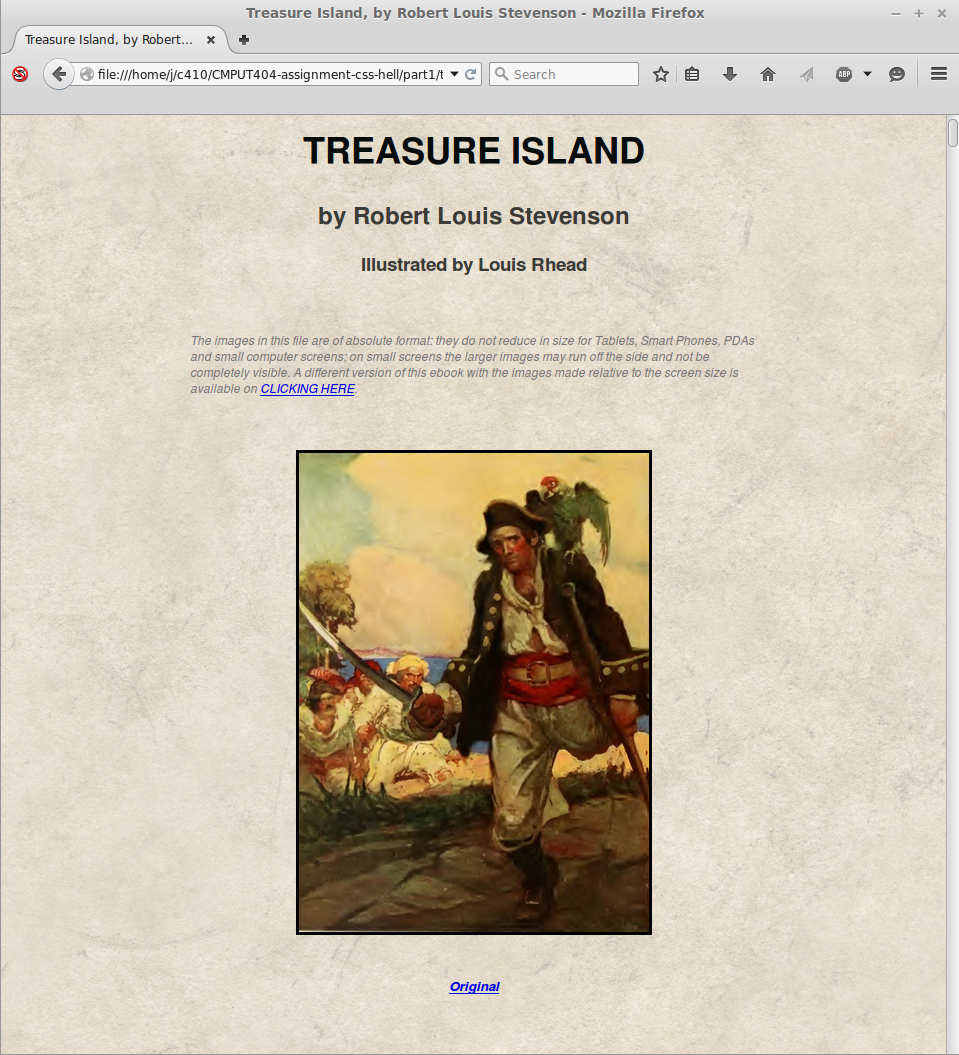 Treasure Island, by Robert Louis Stevenson - Mozilla Firefox
Treasure Island, by Robert...
file:///home/j/c410/CMPUT404-assignment-css-hell/part1/t
Search
ABP
TREASURE ISLAND
by Robert Louis Stevenson
Illustrated by Louis Rhead
The images in this file are of absolute format: they do not reduce in size for Tablets, Smart Phones, PDAs
and small computer screens; on small screens the larger images may run off the side and not be
completely visible. A different version of this ebook with the images made relative to the screen size is
available on CLICKING HERE.
Original